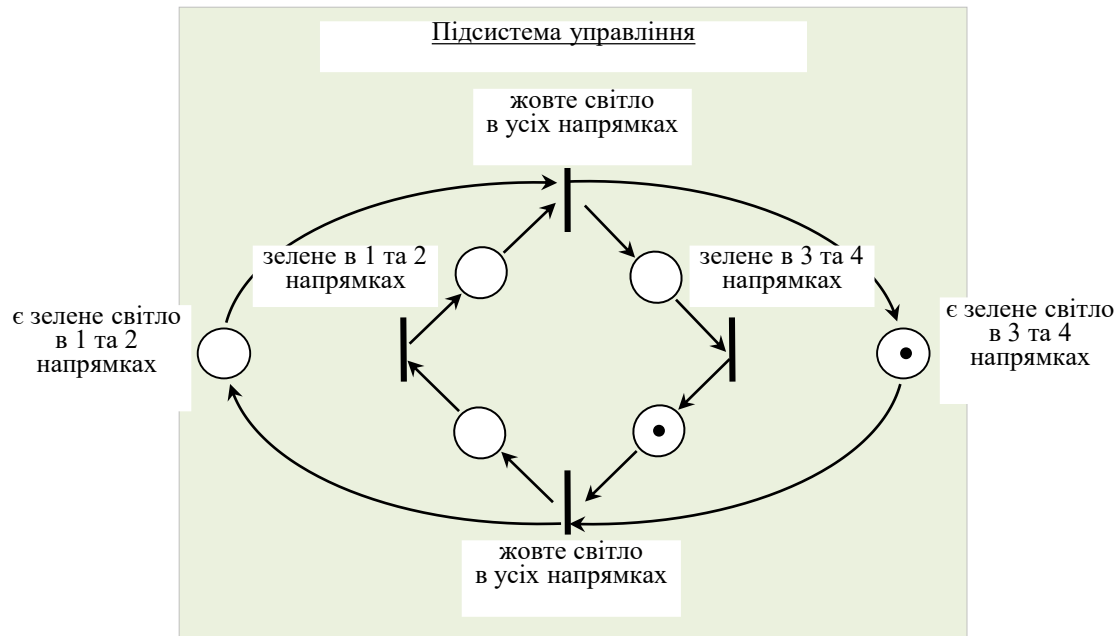 Підсистема управління
жовте світло
в усіх напрямках
зелене в 1 та 2
напрямках
зелене в 3 та 4
напрямках
є зелене світло
в 1 та 2
напрямках
є зелене світло
в 3 та 4
напрямках
жовте світло
в усіх напрямках